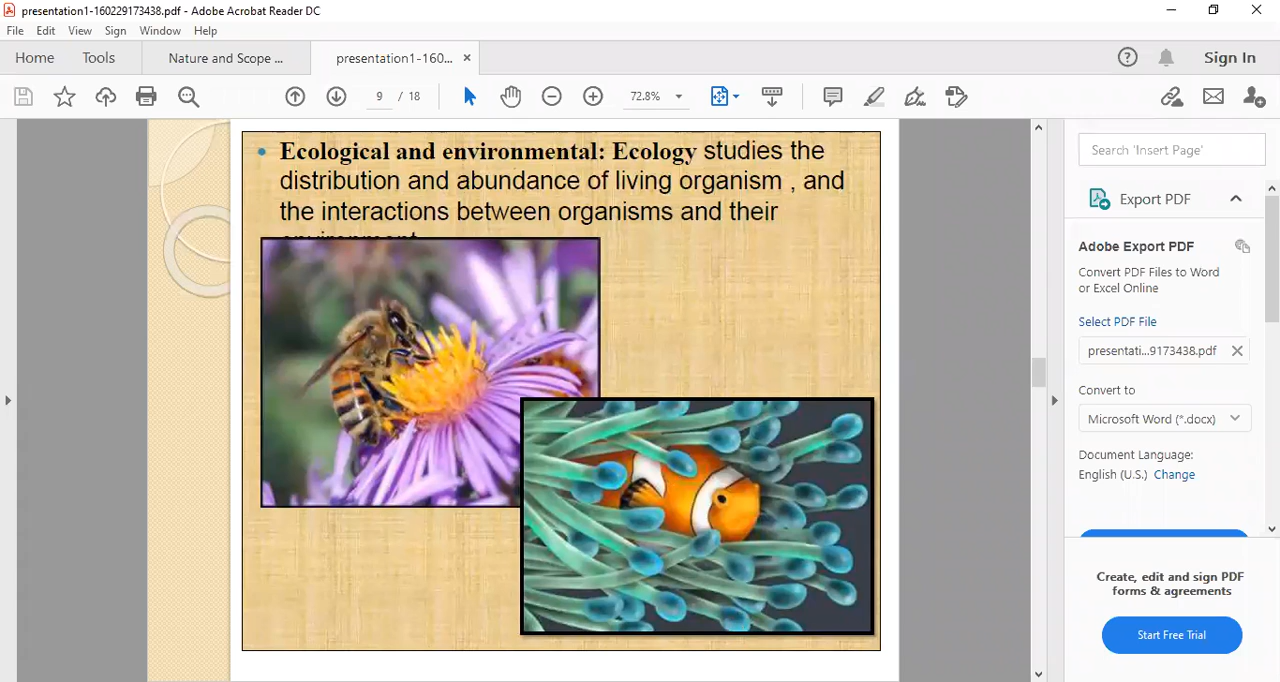 presentation1-160229173438.pdf - Adobe Acrobat Reader DC
File Edit View Sign Window Help
Home Tools Nature and Scope ... presentation1-160... × Sign In
9 / 18 72.8%
• Ecological and environmental: Ecology studies the
distribution and abundance of living organism , and
the interactions between organisms and their
Search 'Insert Page'
Export PDF
Adobe Export PDF
Convert PDF Files to Word
or Excel Online
Select PDF File
presentati...9173438.pdf
Convert to
Microsoft Word (*.docx)
Document Language:
English (U.S.) Change
Create, edit and sign PDF
forms & agreements
Start Free Trial